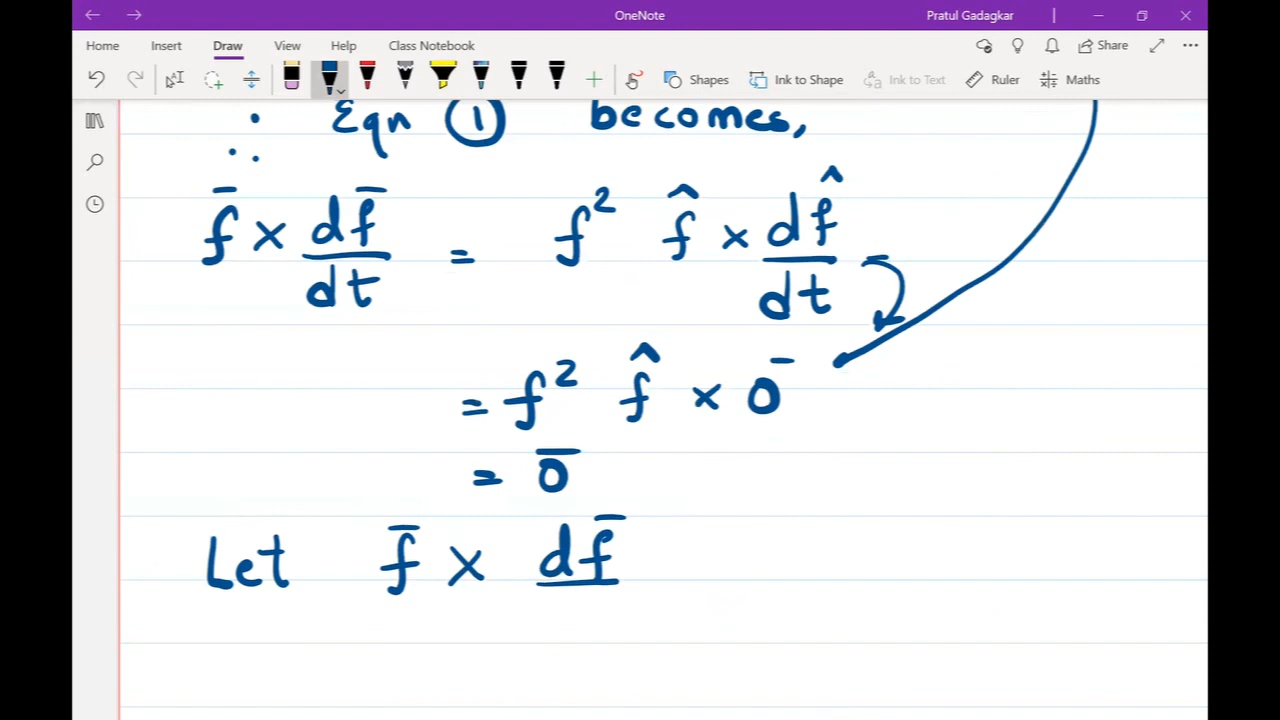 OneNote
Pratul Gadagkar
Home Insert Draw View Help Class Notebook Share
Shapes Ink to Shape Ink to Text Ruler Maths
∴ Eqn ① becomes,
f̄ × df̄/dt = f² f̂ × df̂/dt
= f² f̂ × 0̄
= 0̄
Let f̄ × df̄